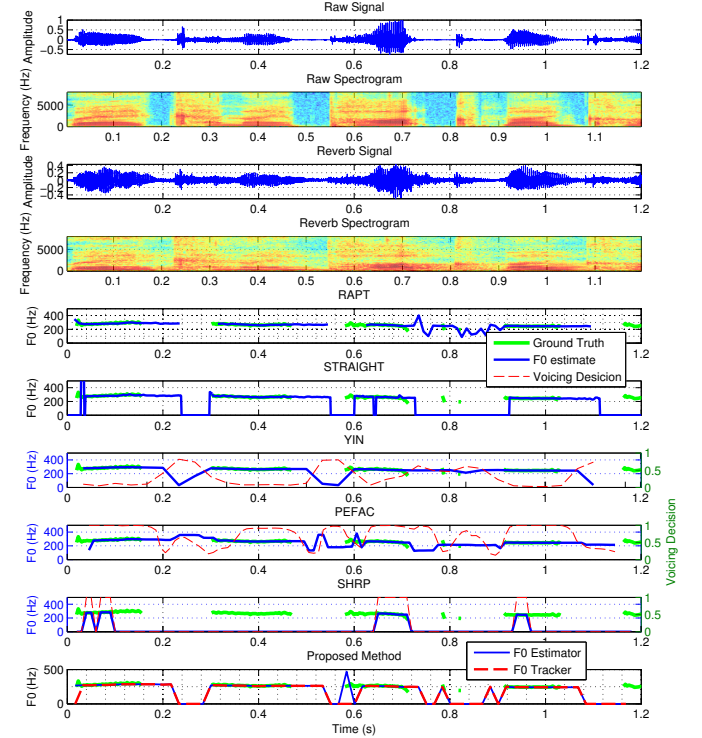 Raw Signal
Amplitude
1
0.5
0
−0.5
0.2 0.4 0.6 0.8 1 1.2
Raw Spectrogram
Frequency (Hz)
5000
0
0.1 0.2 0.3 0.4 0.5 0.6 0.7 0.8 0.9 1 1.1
Reverb Signal
Amplitude
0.4
0.2
0
−0.2
−0.4
0.2 0.4 0.6 0.8 1 1.2
Reverb Spectrogram
Frequency (Hz)
5000
0
0.1 0.2 0.3 0.4 0.5 0.6 0.7 0.8 0.9 1 1.1
RAPT
F0 (Hz)
400
200
0
0 0.2 0.4 0.6 0.8 1 1.2
Ground Truth
F0 estimate
Voicing Desicion
STRAIGHT
F0 (Hz)
400
200
0
0 0.2 0.4 0.6 0.8 1 1.2
YIN
F0 (Hz)
400
200
0
1
0.5
0
0 0.2 0.4 0.6 0.8 1 1.2
PEFAC
F0 (Hz)
400
200
0
1
0.5
0
0 0.2 0.4 0.6 0.8 1 1.2
Voicing Decision
SHRP
F0 (Hz)
400
200
0
1
0.5
0
0 0.2 0.4 0.6 0.8 1 1.2
Proposed Method
F0 Estimator
F0 Tracker
F0 (Hz)
500
0
0 0.2 0.4 0.6 0.8 1 1.2
Time (s)